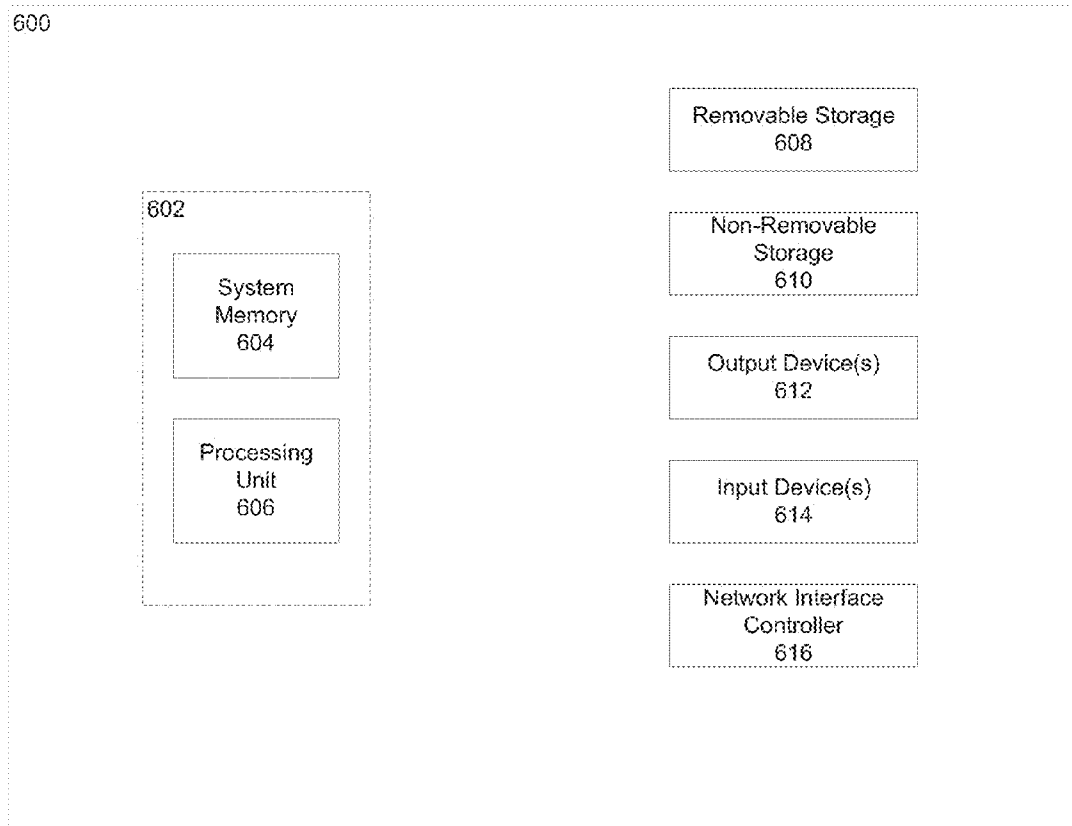 600
602
System
Memory
604
Processing
Unit
606
Removable Storage
608
Non-Removable
Storage
610
Output Device(s)
612
Input Device(s)
614
Network Interface
Controller
616